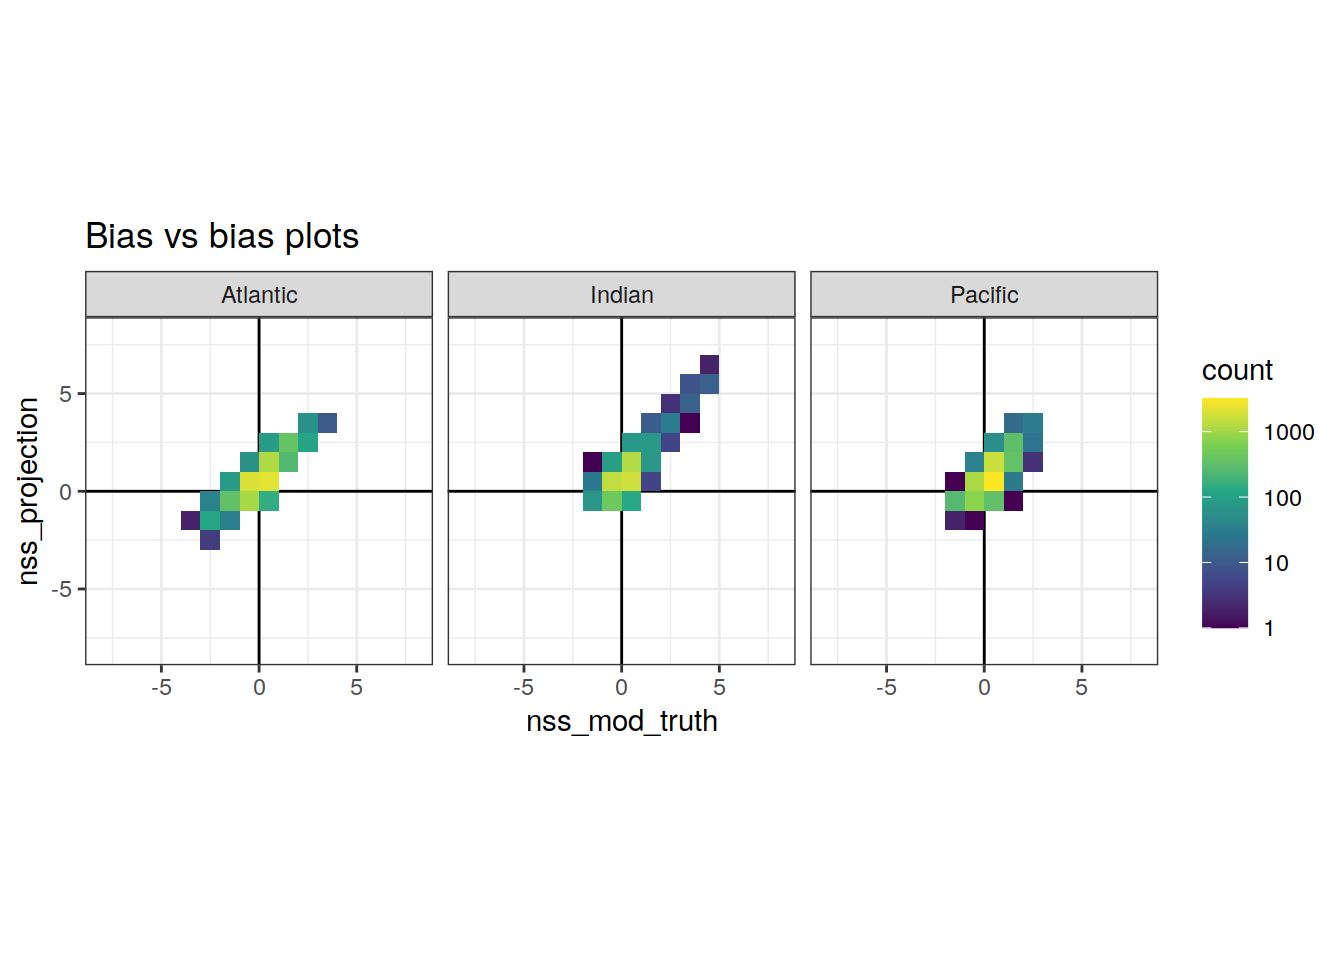 Bias vs bias plots
Atlantic
Indian
Pacific
nss_projection
5
0
-5
-5 0 5
-5 0 5
-5 0 5
nss_mod_truth
count
1000
100
10
1